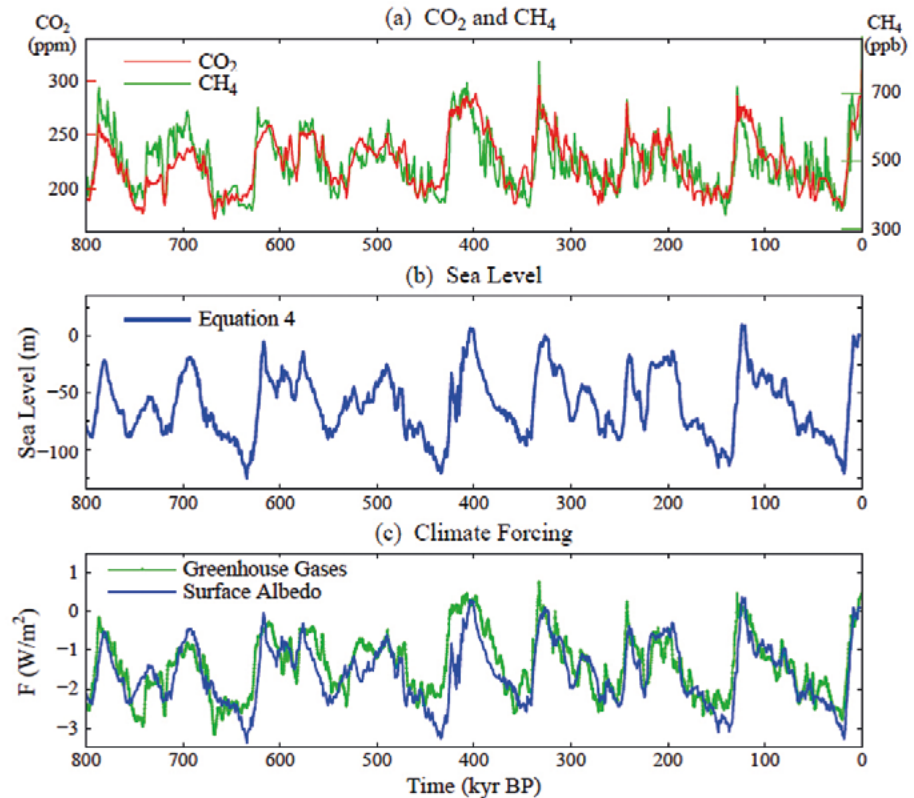 (a) CO₂ and CH₄
CO₂
(ppm)
CH₄
(ppb)
CO₂
CH₄
300
250
200
700
500
300
800 700 600 500 400 300 200 100 0
(b) Sea Level
Equation 4
Sea Level (m)
0
−50
−100
800 700 600 500 400 300 200 100 0
(c) Climate Forcing
Greenhouse Gases
Surface Albedo
F (W/m²)
1
0
−1
−2
−3
800 700 600 500 400 300 200 100 0
Time (kyr BP)